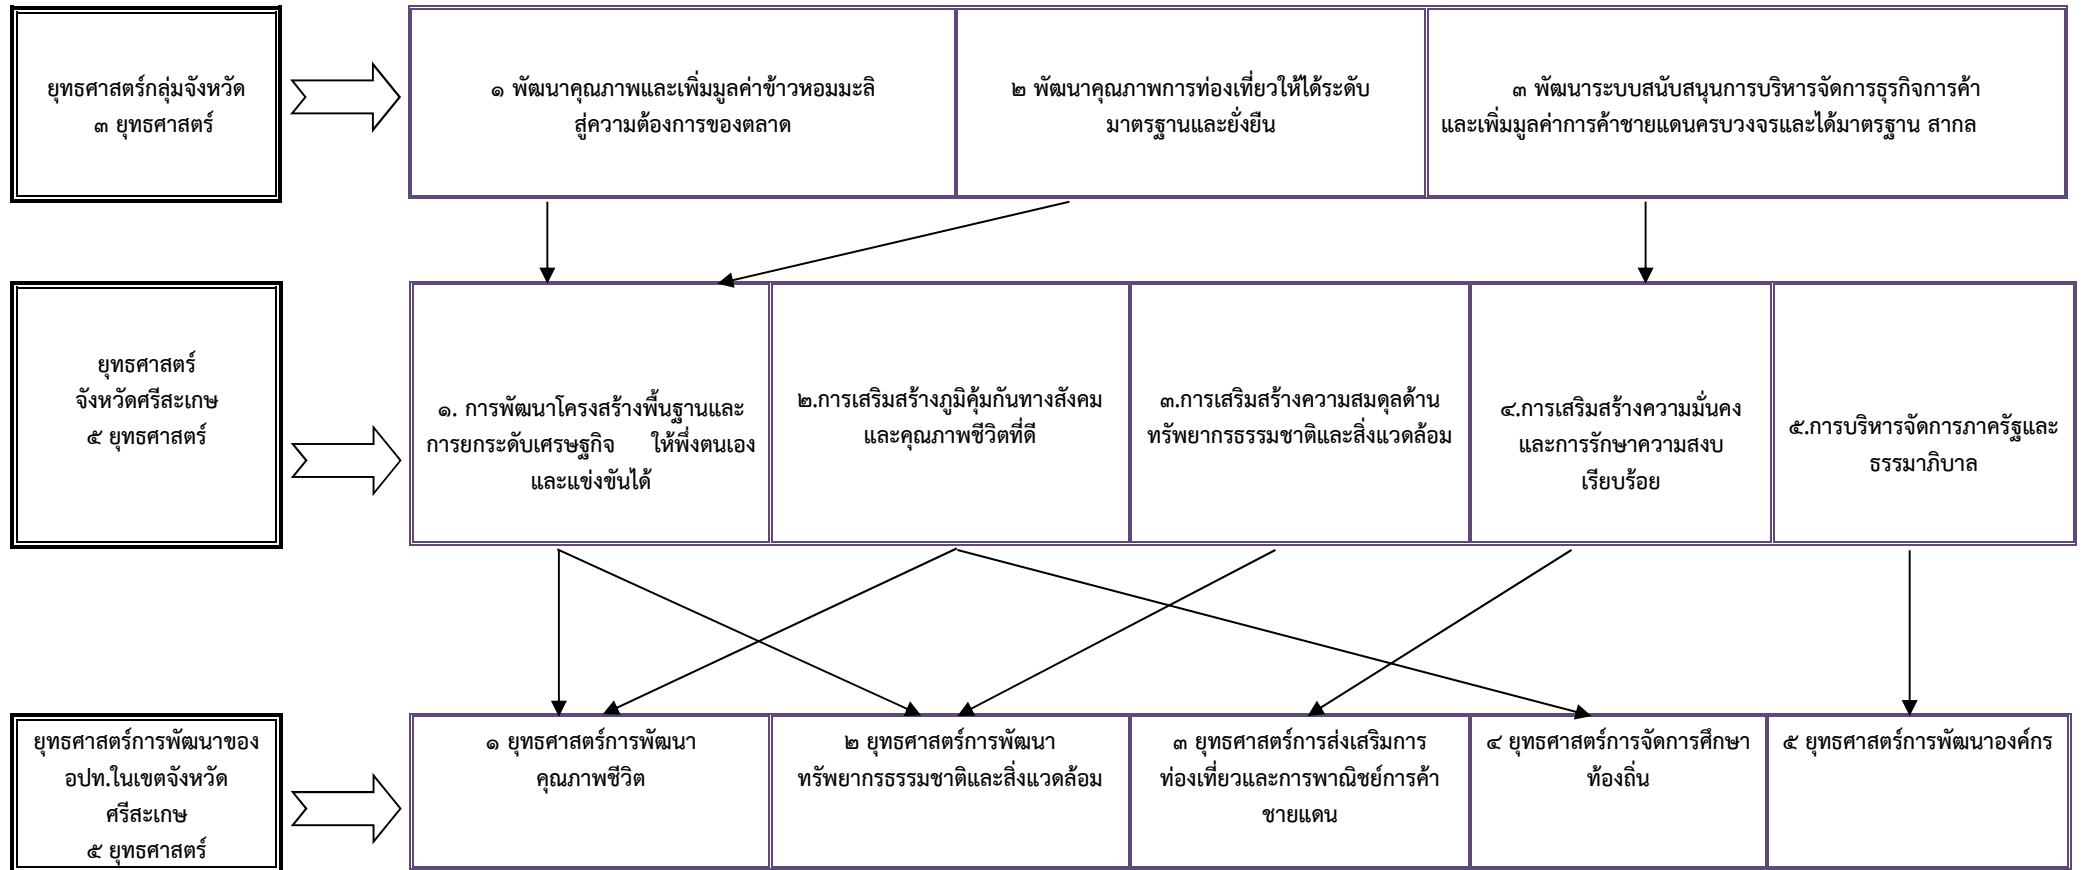 ยุทธศาสตร์กลุ่มจังหวัด
๓ ยุทธศาสตร์
๑ พัฒนาคุณภาพและเพิ่มมูลค่าข้าวหอมมะลิ
สู่ความต้องการของตลาด
๒ พัฒนาคุณภาพการท่องเที่ยวให้ได้ระดับ
มาตรฐานและยั่งยืน
๓ พัฒนาระบบสนับสนุนการบริหารจัดการธุรกิจการค้า
และเพิ่มมูลค่าการค้าชายแดนครบวงจรและได้มาตรฐาน สากล
ยุทธศาสตร์
จังหวัดศรีสะเกษ
๕ ยุทธศาสตร์
๑. การพัฒนาโครงสร้างพื้นฐานและ
การยกระดับเศรษฐกิจ ให้พึ่งตนเอง
และแข่งขันได้
๒.การเสริมสร้างภูมิคุ้มกันทางสังคม
และคุณภาพชีวิตที่ดี
๓.การเสริมสร้างความสมดุลด้าน
ทรัพยากรธรรมชาติและสิ่งแวดล้อม
๔.การเสริมสร้างความมั่นคง
และการรักษาความสงบ
เรียบร้อย
๕.การบริหารจัดการภาครัฐและ
ธรรมาภิบาล
ยุทธศาสตร์การพัฒนาของ
อปท.ในเขตจังหวัด
ศรีสะเกษ
๕ ยุทธศาสตร์
๑ ยุทธศาสตร์การพัฒนา
คุณภาพชีวิต
๒ ยุทธศาสตร์การพัฒนา
ทรัพยากรธรรมชาติและสิ่งแวดล้อม
๓ ยุทธศาสตร์การส่งเสริมการ
ท่องเที่ยวและการพาณิชย์การค้า
ชายแดน
๔ ยุทธศาสตร์การจัดการศึกษา
ท้องถิ่น
๕ ยุทธศาสตร์การพัฒนาองค์กร